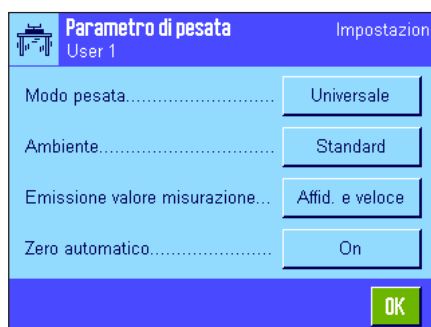 Parametro di pesata
Impostazion
User 1
Modo pesata........................... Universale
Ambiente................................ Standard
Emissione valore misurazione... Affid. e veloce
Zero automatico...................... On
OK